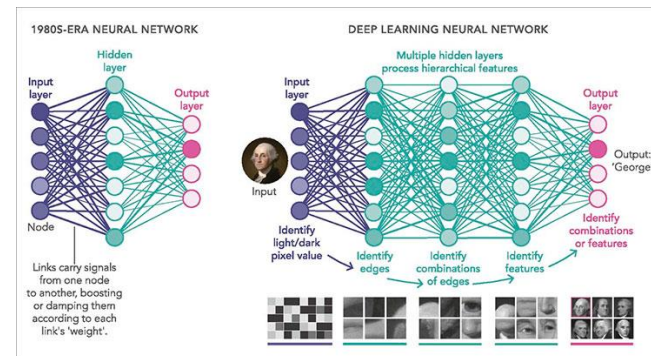 1980S-ERA NEURAL NETWORK
Hidden
layer
Input
layer
Output
layer
Node
Links carry signals
from one node
to another, boosting
or damping them
according to each
link's 'weight'.
DEEP LEARNING NEURAL NETWORK
Multiple hidden layers
process hierarchical features
Input
layer
Output
layer
Input
Output:
'George'
Identify
light/dark
pixel value
Identify
edges
Identify
combinations
of edges
Identify
features
Identify
combinations
or features